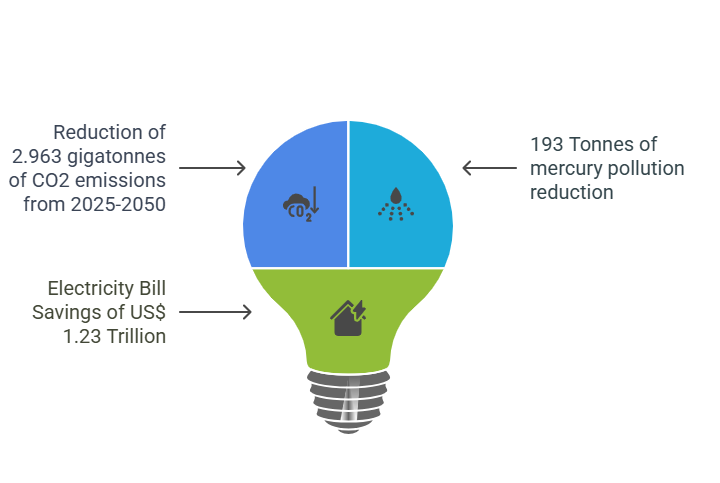 Reduction of
2.963 gigatonnes
of CO2 emissions
from 2025-2050
193 Tonnes of
mercury pollution
reduction
CO2
Electricity Bill
Savings of US$
1.23 Trillion